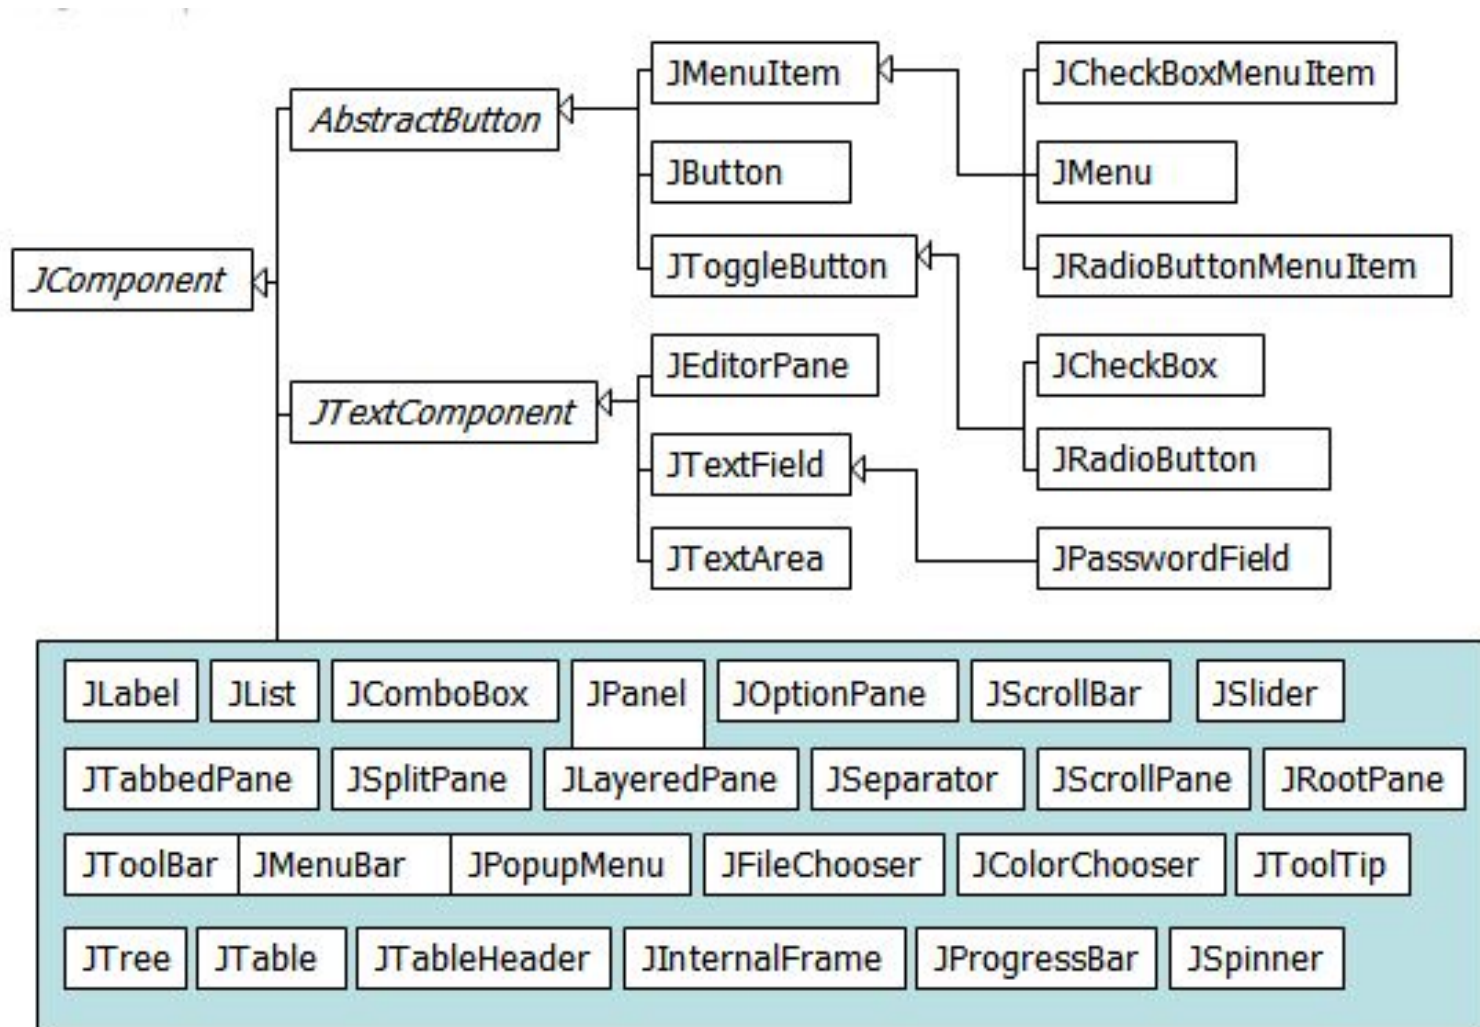 JMenuItem
JCheckBoxMenuItem
AbstractButton
JButton
JMenu
JComponent
JToggleButton
JRadioButtonMenuItem
JEditorPane
JCheckBox
JTextComponent
JTextField
JRadioButton
JTextArea
JPasswordField
JLabel JList JComboBox JPanel JOptionPane JScrollBar JSlider
JTabbedPane JSplitPane JLayeredPane JSeparator JScrollPane JRootPane
JToolBar JMenuBar JPopupMenu JFileChooser JColorChooser JToolTip
JTree JTable JTableHeader JInternalFrame JProgressBar JSpinner